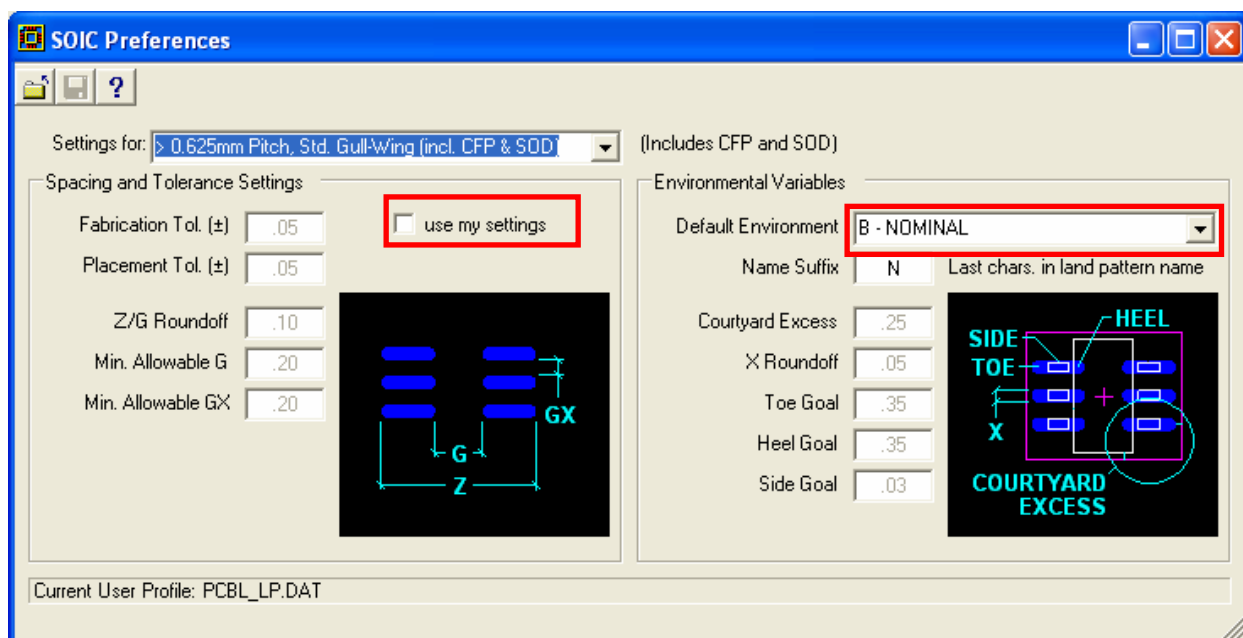 SOIC Preferences
?
Settings for: > 0.625mm Pitch, Std. Gull-Wing (incl. CFP & SOD) (Includes CFP and SOD)
Spacing and Tolerance Settings
Fabrication Tol. (±) .05
use my settings
Placement Tol. (±) .05
Z/G Roundoff .10
Min. Allowable G .20
Min. Allowable GX .20
GX
G
Z
Environmental Variables
Default Environment B - NOMINAL
Name Suffix N Last chars. in land pattern name
Courtyard Excess .25
X Roundoff .05
Toe Goal .35
Heel Goal .35
Side Goal .03
HEEL
SIDE
TOE
X
COURTYARD
EXCESS
Current User Profile: PCBL_LP.DAT